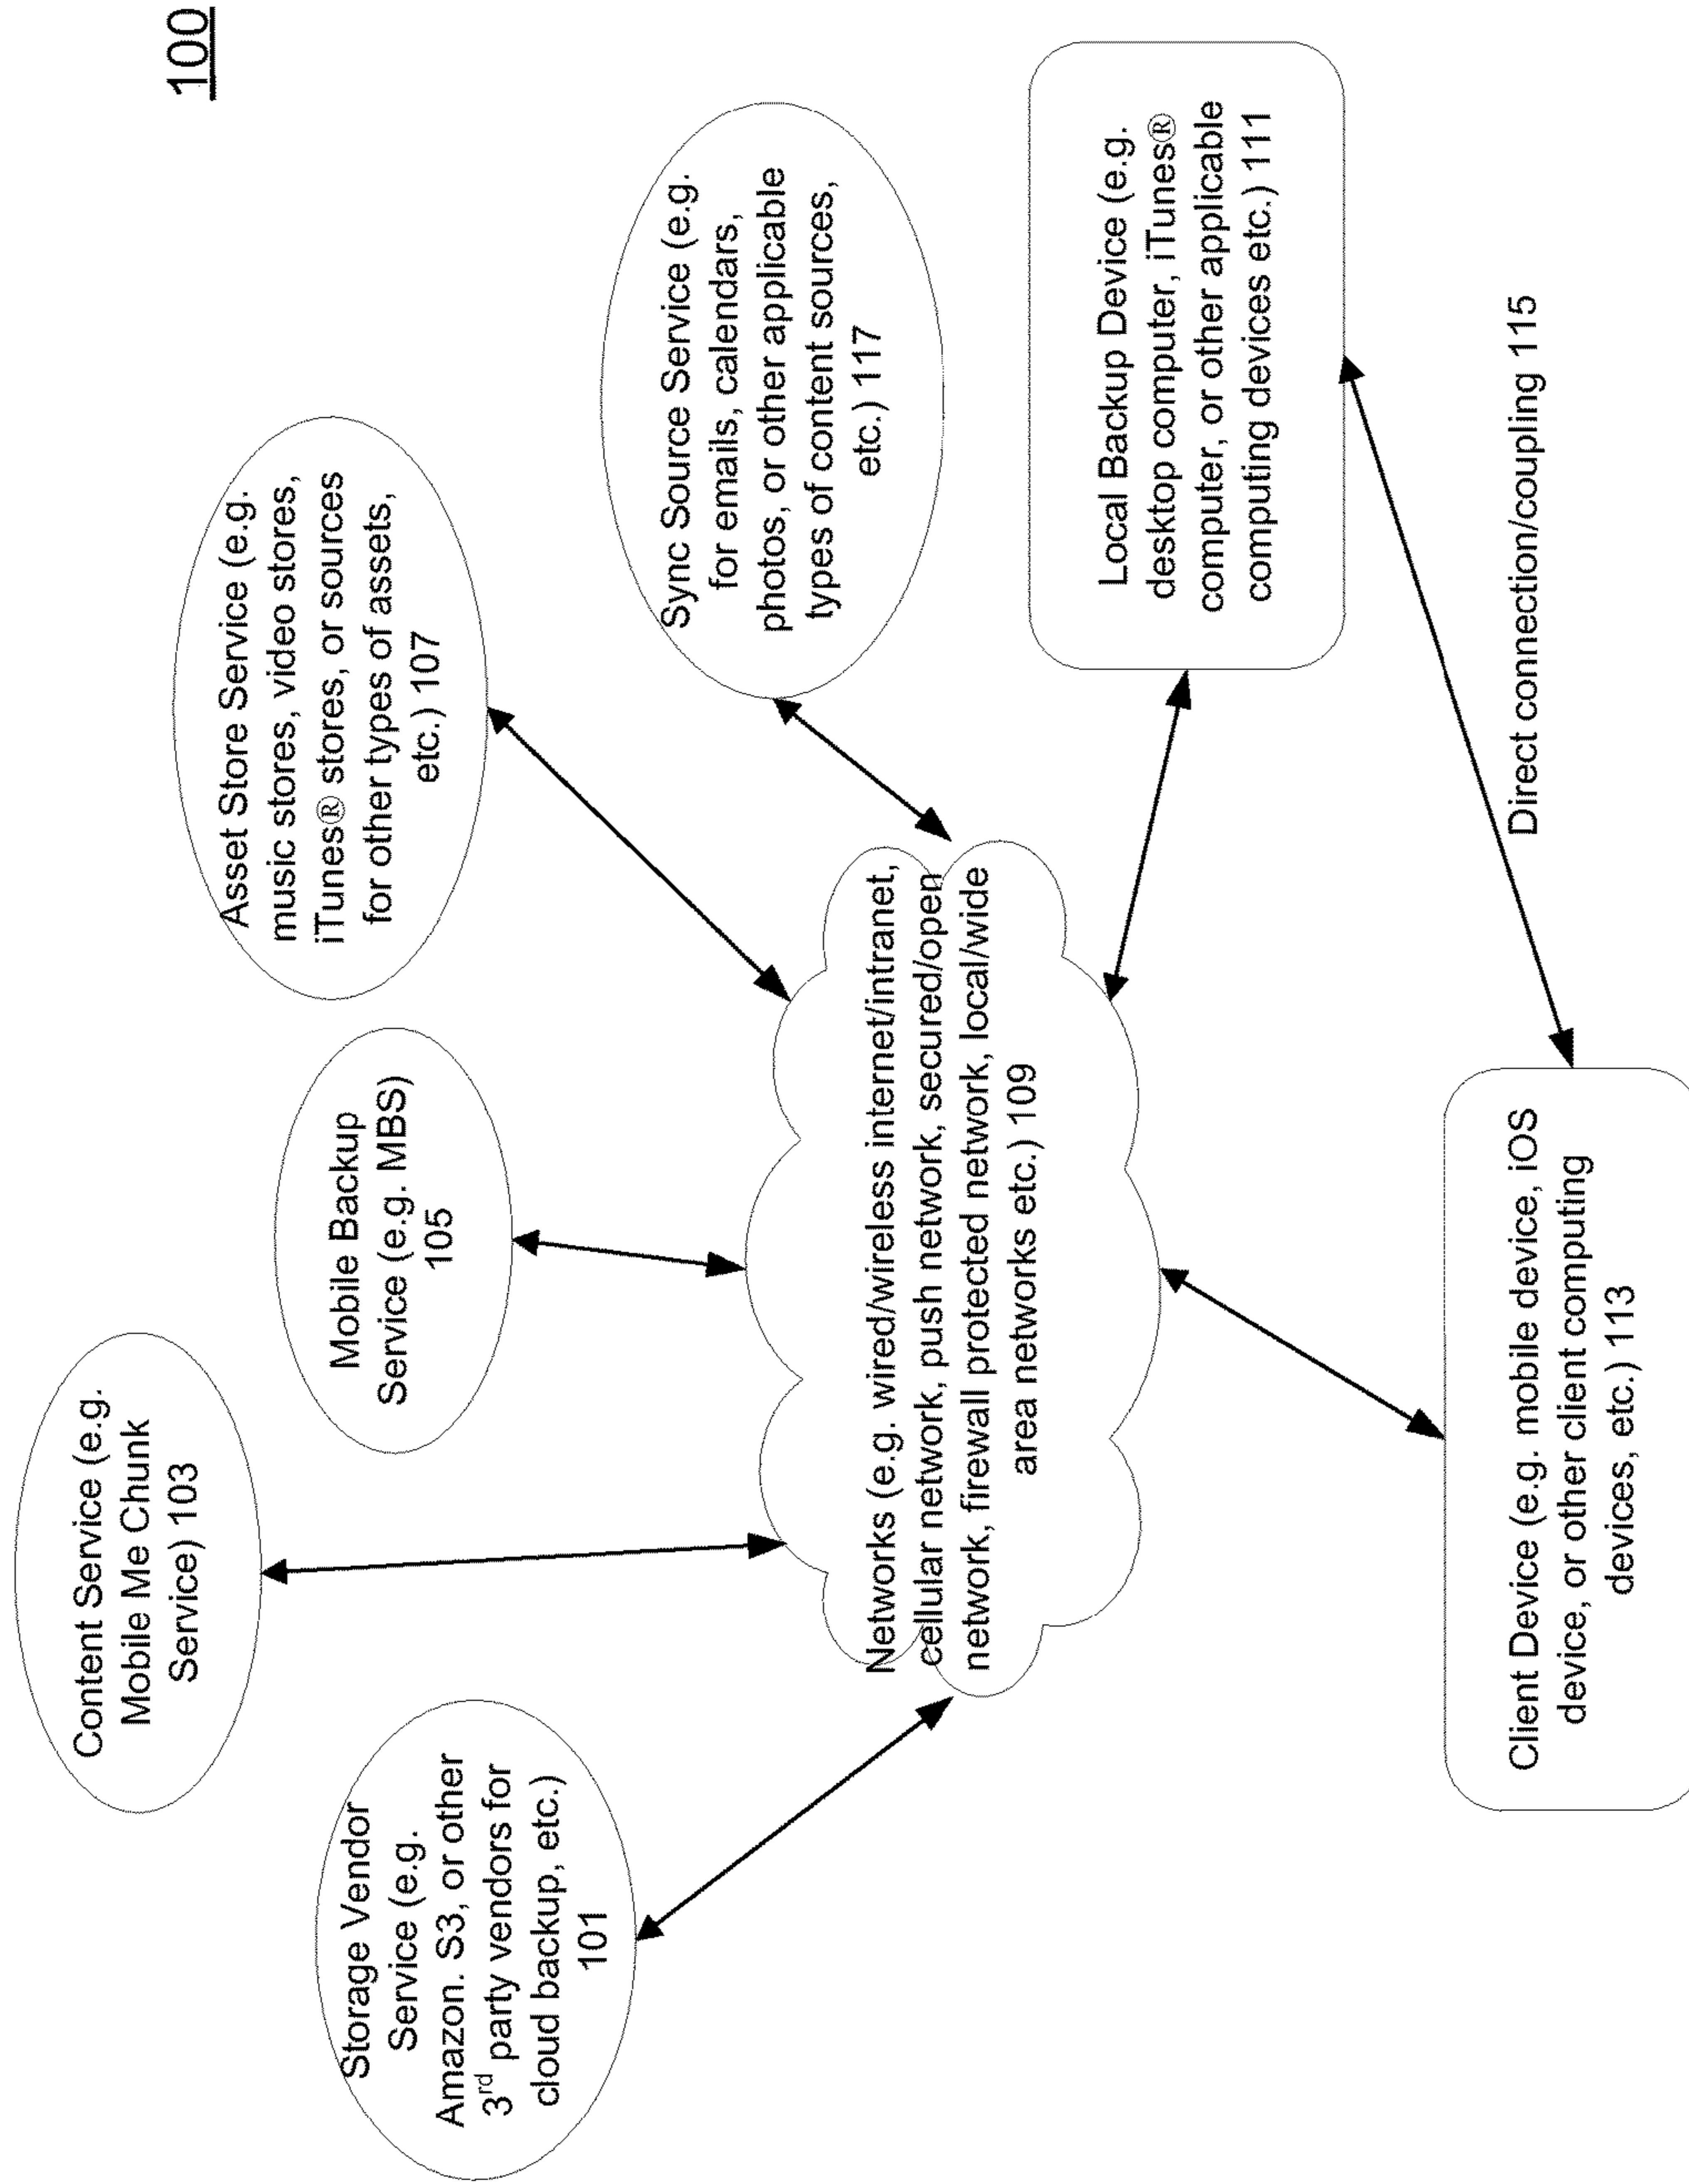 100
Content Service (e.g.
Mobile Me Chunk
Service) 103
Storage Vendor
Service (e.g.
Amazon. S3, or other
3rd party vendors for
cloud backup, etc.)
101
Mobile Backup
Service (e.g. MBS)
105
Asset Store Service (e.g.
music stores, video stores,
iTunes® stores, or sources
for other types of assets,
etc.) 107
Sync Source Service (e.g.
for emails, calendars,
photos, or other applicable
types of content sources,
etc.) 117
Networks (e.g. wired/wireless internet/intranet,
cellular network, push network, secured/open
network, firewall protected network, local/wide
area networks etc.) 109
Local Backup Device (e.g.
desktop computer, iTunes®
computer, or other applicable
computing devices etc.) 111
Direct connection/coupling 115
Client Device (e.g. mobile device, iOS
device, or other client computing
devices, etc.) 113